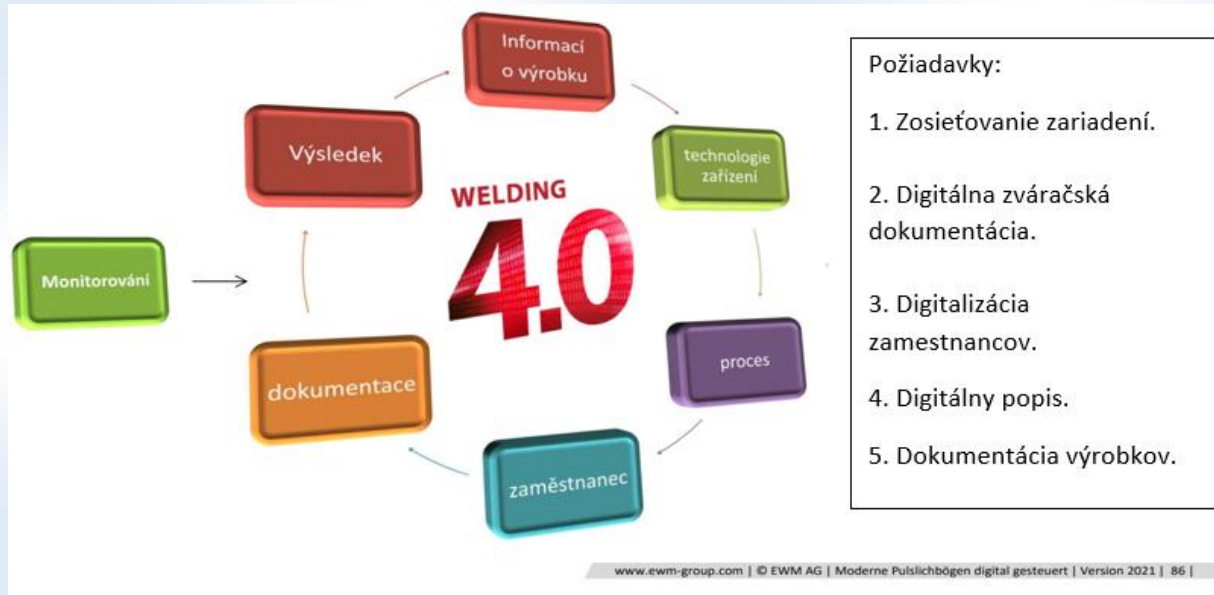 Informací
o výrobku
technologie
zařízení
proces
zaměstnanec
dokumentace
Výsledek
Monitorování
WELDING
4.0
Požiadavky:
1. Zosieťovanie zariadení.
2. Digitálna zváračská
dokumentácia.
3. Digitalizácia
zamestnancov.
4. Digitálny popis.
5. Dokumentácia výrobkov.
www.ewm-group.com | © EWM AG | Moderne Pulslichbögen digital gesteuert | Version 2021 | 86 |